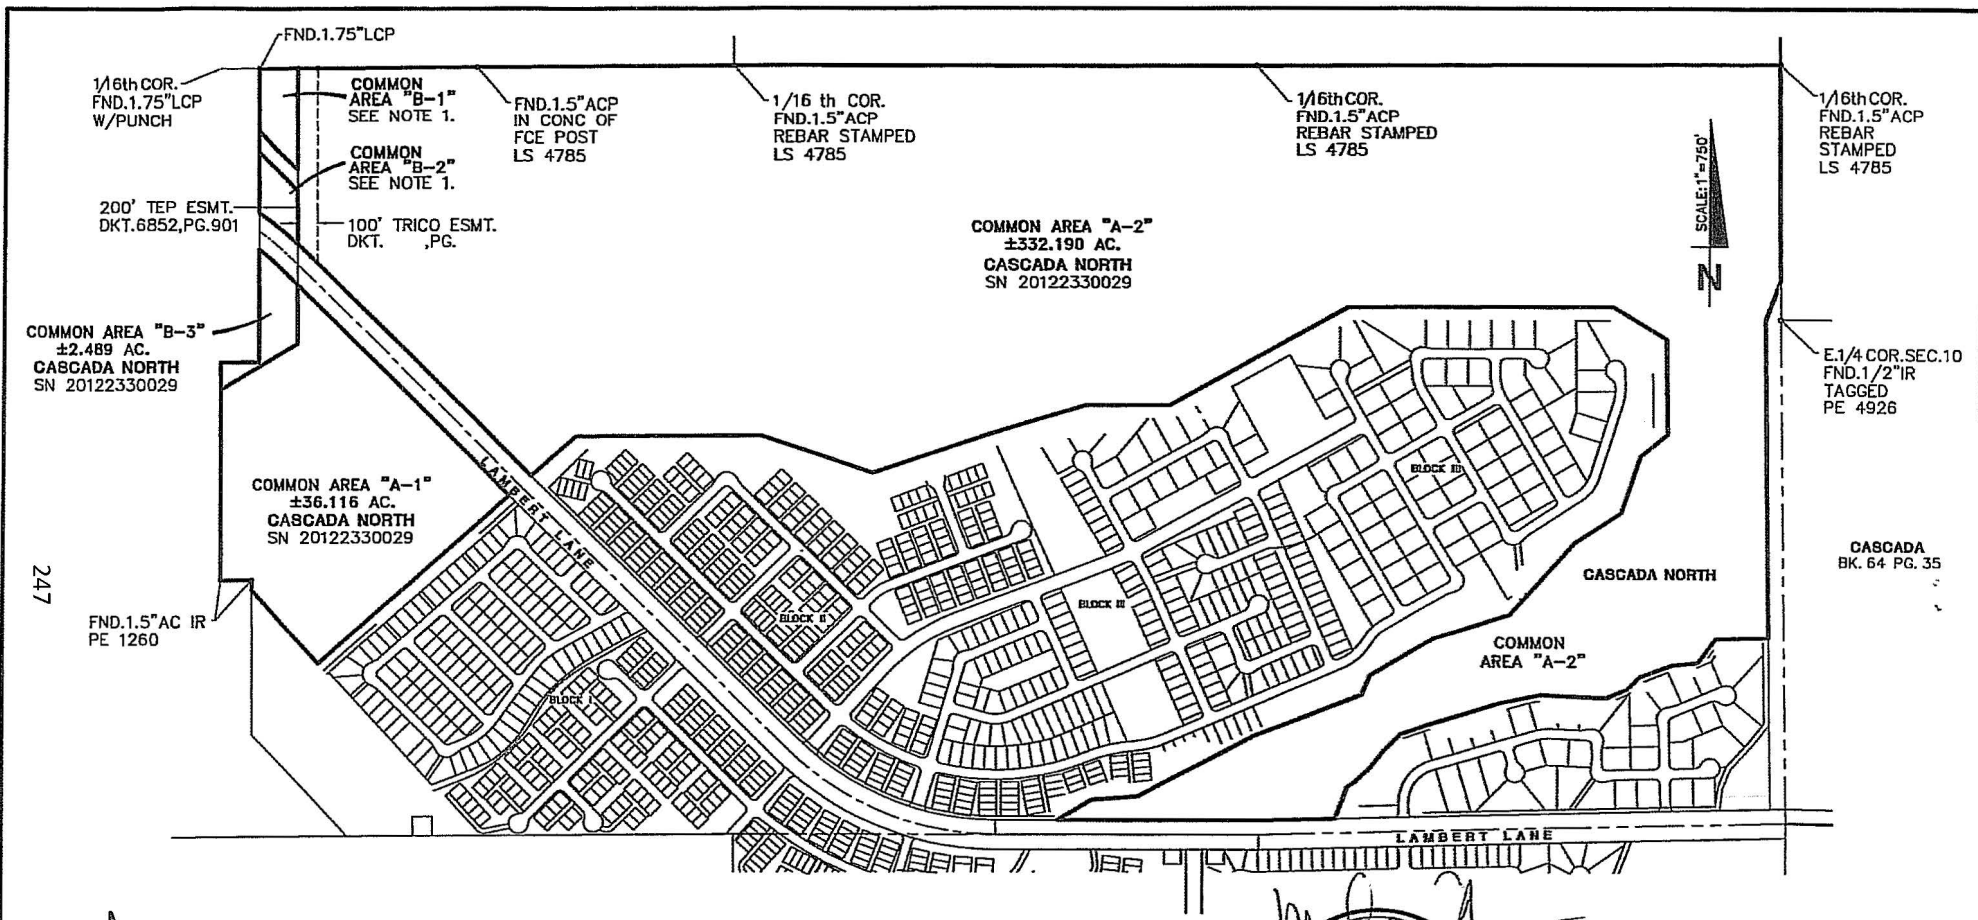 FND.1.75"LCP
1/16th COR.
FND.1.75"LCP
W/PUNCH
COMMON
AREA "B-1"
SEE NOTE 1.
COMMON
AREA "B-2"
SEE NOTE 1.
200' TEP ESMT.
DKT.6852,PG.901
100' TRICO ESMT.
DKT.    ,PG.
FND.1.5"ACP
IN CONC OF
FCE POST
LS 4785
1/16 th COR.
FND.1.5"ACP
REBAR STAMPED
LS 4785
1/16th COR.
FND.1.5"ACP
REBAR STAMPED
LS 4785
1/16th COR.
FND.1.5"ACP
REBAR
STAMPED
LS 4785
SCALE:1"=750'
N
COMMON AREA "A-2"
±332.190 AC.
CASCADA NORTH
SN 20122330029
COMMON AREA "B-3"
±2.489 AC.
CASCADA NORTH
SN 20122330029
E.1/4 COR.SEC.10
FND.1/2"IR
TAGGED
PE 4926
COMMON AREA "A-1"
±36.116 AC.
CASCADA NORTH
SN 20122330029
LAMBERT LANE
BLOCK III
CASCADA
BK. 64 PG. 35
CASCADA NORTH
247
FND.1.5"AC IR
PE 1260
BLOCK II
BLOCK III
COMMON
AREA "A-2"
BLOCK I
LAMBERT LANE